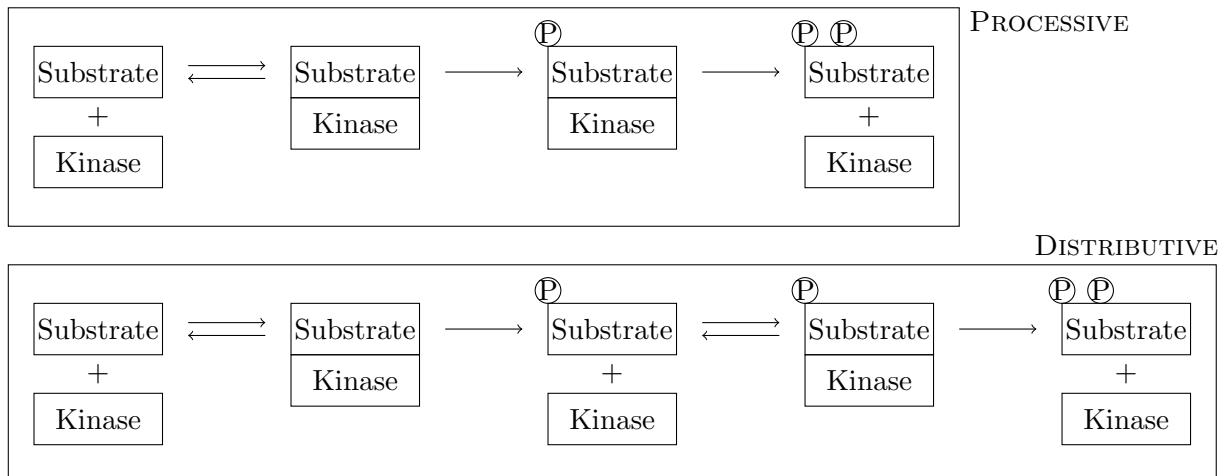 PROCESSIVE
P P P
Substrate Substrate Substrate Substrate
+ Kinase Kinase +
Kinase Kinase
DISTRIBUTIVE
P P P P
Substrate Substrate Substrate Substrate Substrate
+ Kinase + Kinase +
Kinase Kinase Kinase